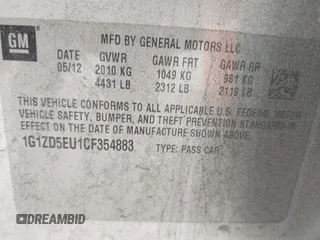 GM
MFD BY GENERAL MOTORS LLC
DATE GVWR GAWR FRT GAWR RR
05/12 2010 KG 1049 KG 961 KG
4431 LB 2312 LB 2119 LB
THIS VEHICLE CONFORMS TO ALL APPLICABLE U.S. FEDERAL MOTOR
VEHICLE SAFETY, BUMPER, AND THEFT PREVENTION STANDARDS IN
EFFECT ON THE DATE OF MANUFACTURE SHOWN ABOVE.
1G1ZD5EU1CF354883 TYPE: PASS CAR
DREAMBID